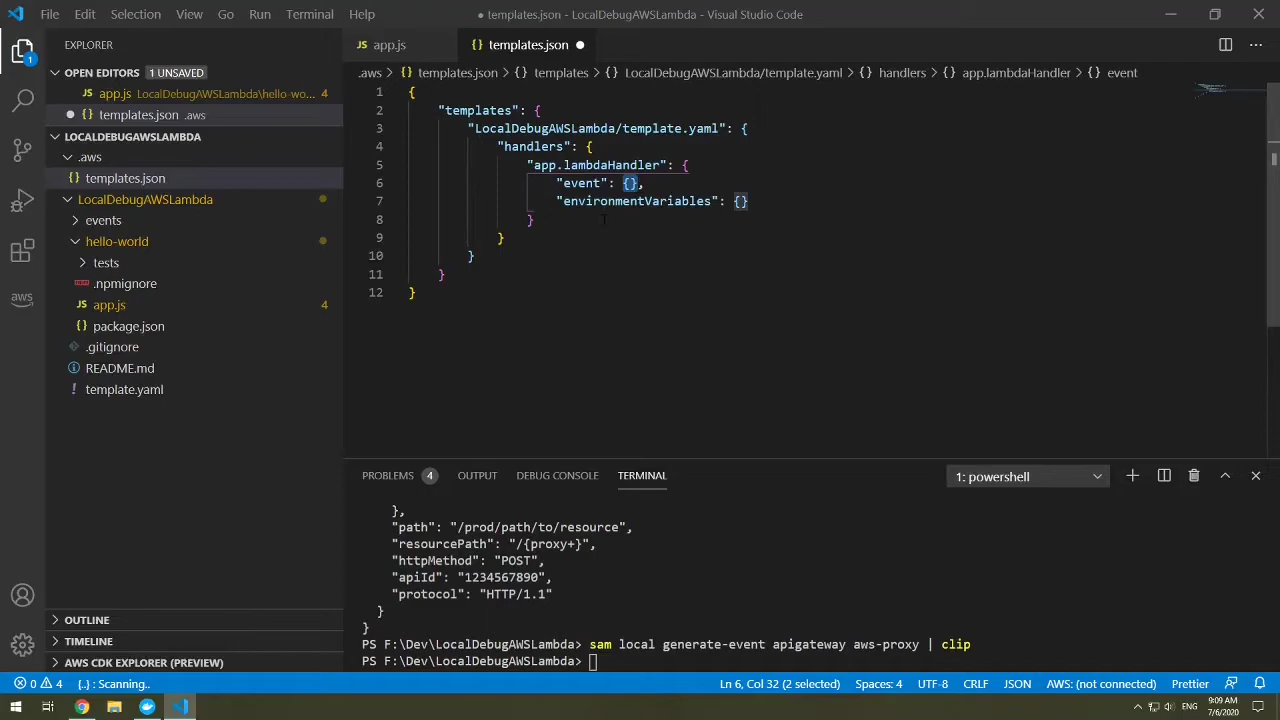 File Edit Selection View Go Run Terminal Help ● templates.json - LocalDebugAWSLambda - Visual Studio Code
EXPLORER
OPEN EDITORS 1 UNSAVED
JS app.js LocalDebugAWSLambda\hello-wo... 4
{} templates.json .aws
LOCALDEBUGAWSLAMBDA
.aws
{} templates.json
LocalDebugAWSLambda
events
hello-world
tests
npm .npmignore
JS app.js 4
{} package.json
.gitignore
README.md
! template.yaml
OUTLINE
TIMELINE
AWS CDK EXPLORER (PREVIEW)
1
aws
JS app.js {} templates.json ●
.aws > {} templates.json > {} templates > {} LocalDebugAWSLambda/template.yaml > {} handlers > {} app.lambdaHandler > {} event
1 {
2 "templates": {
3 "LocalDebugAWSLambda/template.yaml": {
4 "handlers": {
5 "app.lambdaHandler": {
6 "event": {},
7 "environmentVariables": {}
8 }
9 }
10 }
11 }
12 }
PROBLEMS 4 OUTPUT DEBUG CONSOLE TERMINAL 1: powershell
},
"path": "/prod/path/to/resource",
"resourcePath": "/{proxy+}",
"httpMethod": "POST",
"apiId": "1234567890",
"protocol": "HTTP/1.1"
}
}
PS F:\Dev\LocalDebugAWSLambda> sam local generate-event apigateway aws-proxy | clip
PS F:\Dev\LocalDebugAWSLambda>
0 4 {..} : Scanning.. Ln 6, Col 32 (2 selected) Spaces: 4 UTF-8 CRLF JSON AWS: (not connected) Prettier
ENG 9:09 AM
7/6/2020